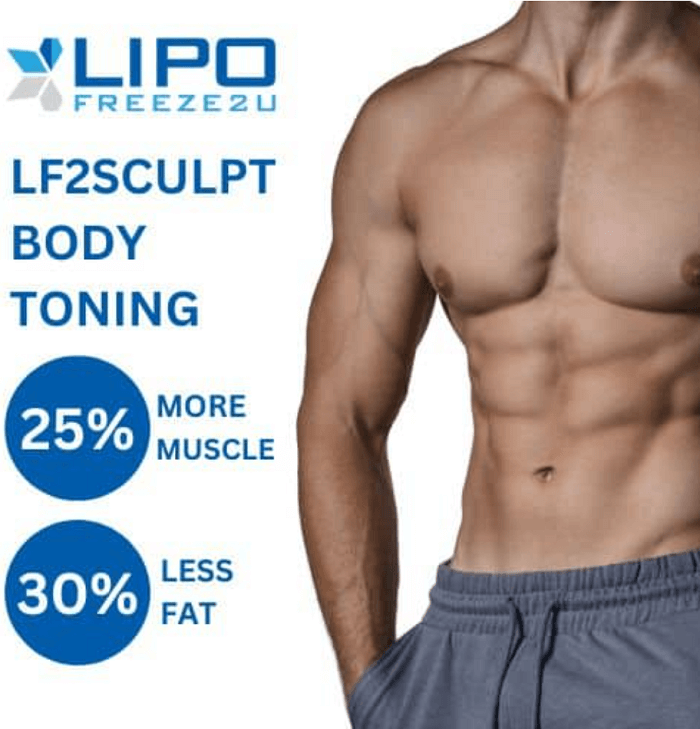 LIPO
FREEZE2U
LF2SCULPT
BODY
TONING
25%
MORE
MUSCLE
30%
LESS
FAT